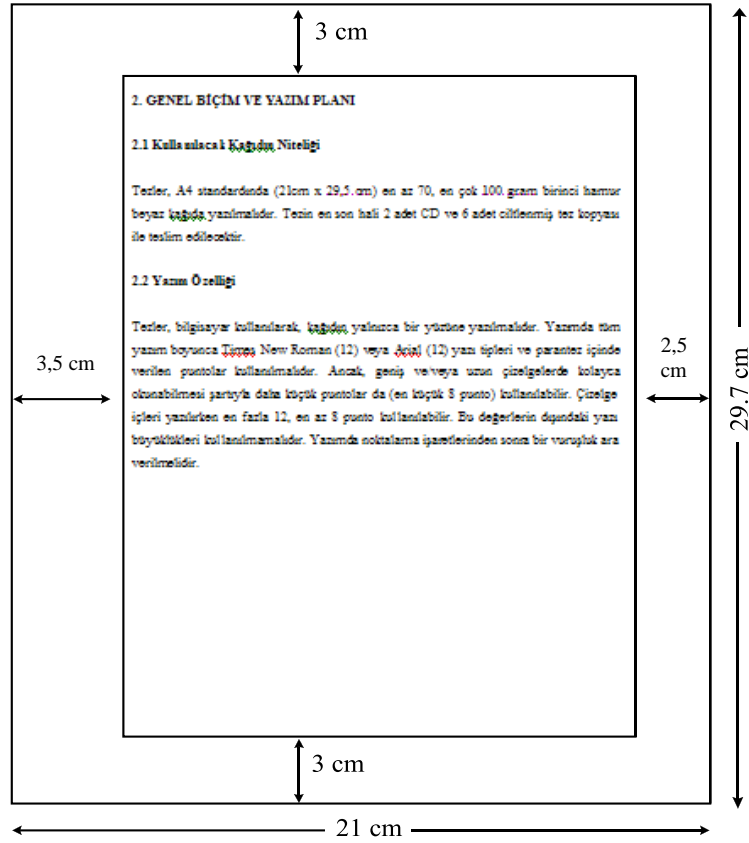 3 cm
2. GENEL BİÇİM VE YAZIM PLANI
2.1 Kullanılacak Kağıdın Niteliği
Tezler, A4 standardında (21cm x 29,5.cm) en az 70, en çok 100 gram birinci hamur
beyaz kağıda yazılmalıdır. Tezin en son hali 2 adet CD ve 6 adet ciltlenmiş tez kopyası
ile teslim edilecektir.
2.2 Yazım Özelliği
Tezler, bilgisayar kullanılarak, kağıdın yalnızca bir yüzüne yazılmalıdır. Yazımda tüm
yazım boyunca Times New Roman (12) veya Arial (12) yazı tipleri ve parantez içinde
verilen puntolar kullanılmalıdır. Ancak, geniş ve/veya uzun çizelgelerde kolayca
okunabilmesi şartıyla daha küçük puntolar da (en küçük 8 punto) kullanılabilir. Çizelge
içleri yazılırken en fazla 12, en az 8 punto kullanılabilir. Bu değerlerin dışındaki yazı
büyüklükleri kullanılmamalıdır. Yazımda noktalama işaretlerinden sonra bir vuruşluk ara
verilmelidir.
3,5 cm
2,5
cm
29.7 cm
3 cm
21 cm